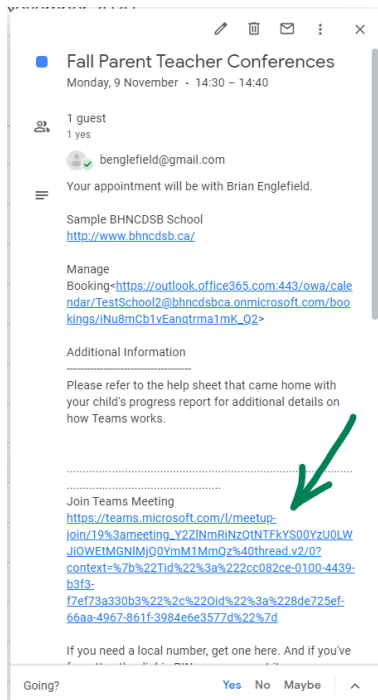 Fall Parent Teacher Conferences
Monday, 9 November • 14:30 – 14:40
1 guest
1 yes
benglefield@gmail.com
Your appointment will be with Brian Englefield.
Sample BHNCDSB School
http://www.bhncdsb.ca/
Manage
Booking<https://outlook.office365.com:443/owa/cale
ndar/TestSchool2@bhncdsbca.onmicrosoft.com/boo
kings/iNu8mCb1vEanqtrma1mK_Q2>
Additional Information
------------------------------------
Please refer to the help sheet that came home with
your child's progress report for additional details on
how Teams works.
Join Teams Meeting
https://teams.microsoft.com/l/meetup-
join/19%3ameeting_Y2ZlNmRiNzQtNTFkYS00YzU0LW
JiOWEtMGNlMjQ0YmM1MmQz%40thread.v2/0?
context=%7b%22Tid%22%3a%222cc082ce-0100-4439-
b3f3-
f7ef73a330b3%22%2c%22Oid%22%3a%228de725ef-
66aa-4967-861f-3984e6e3577d%22%7d
If you need a local number, get one here. And if you've
Going?
Yes No Maybe